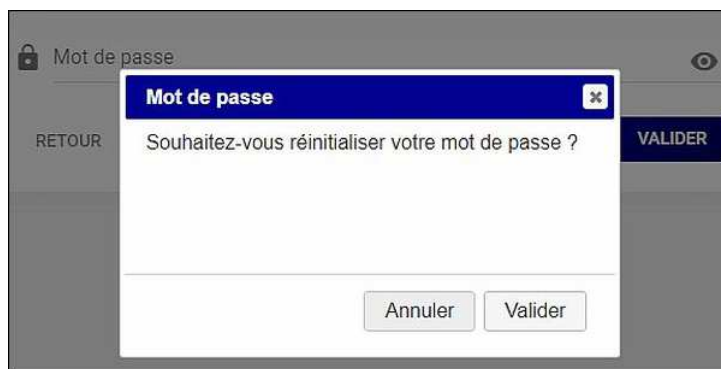 Mot de passe
Mot de passe
Souhaitez-vous réinitialiser votre mot de passe ?
RETOUR
VALIDER
Annuler
Valider